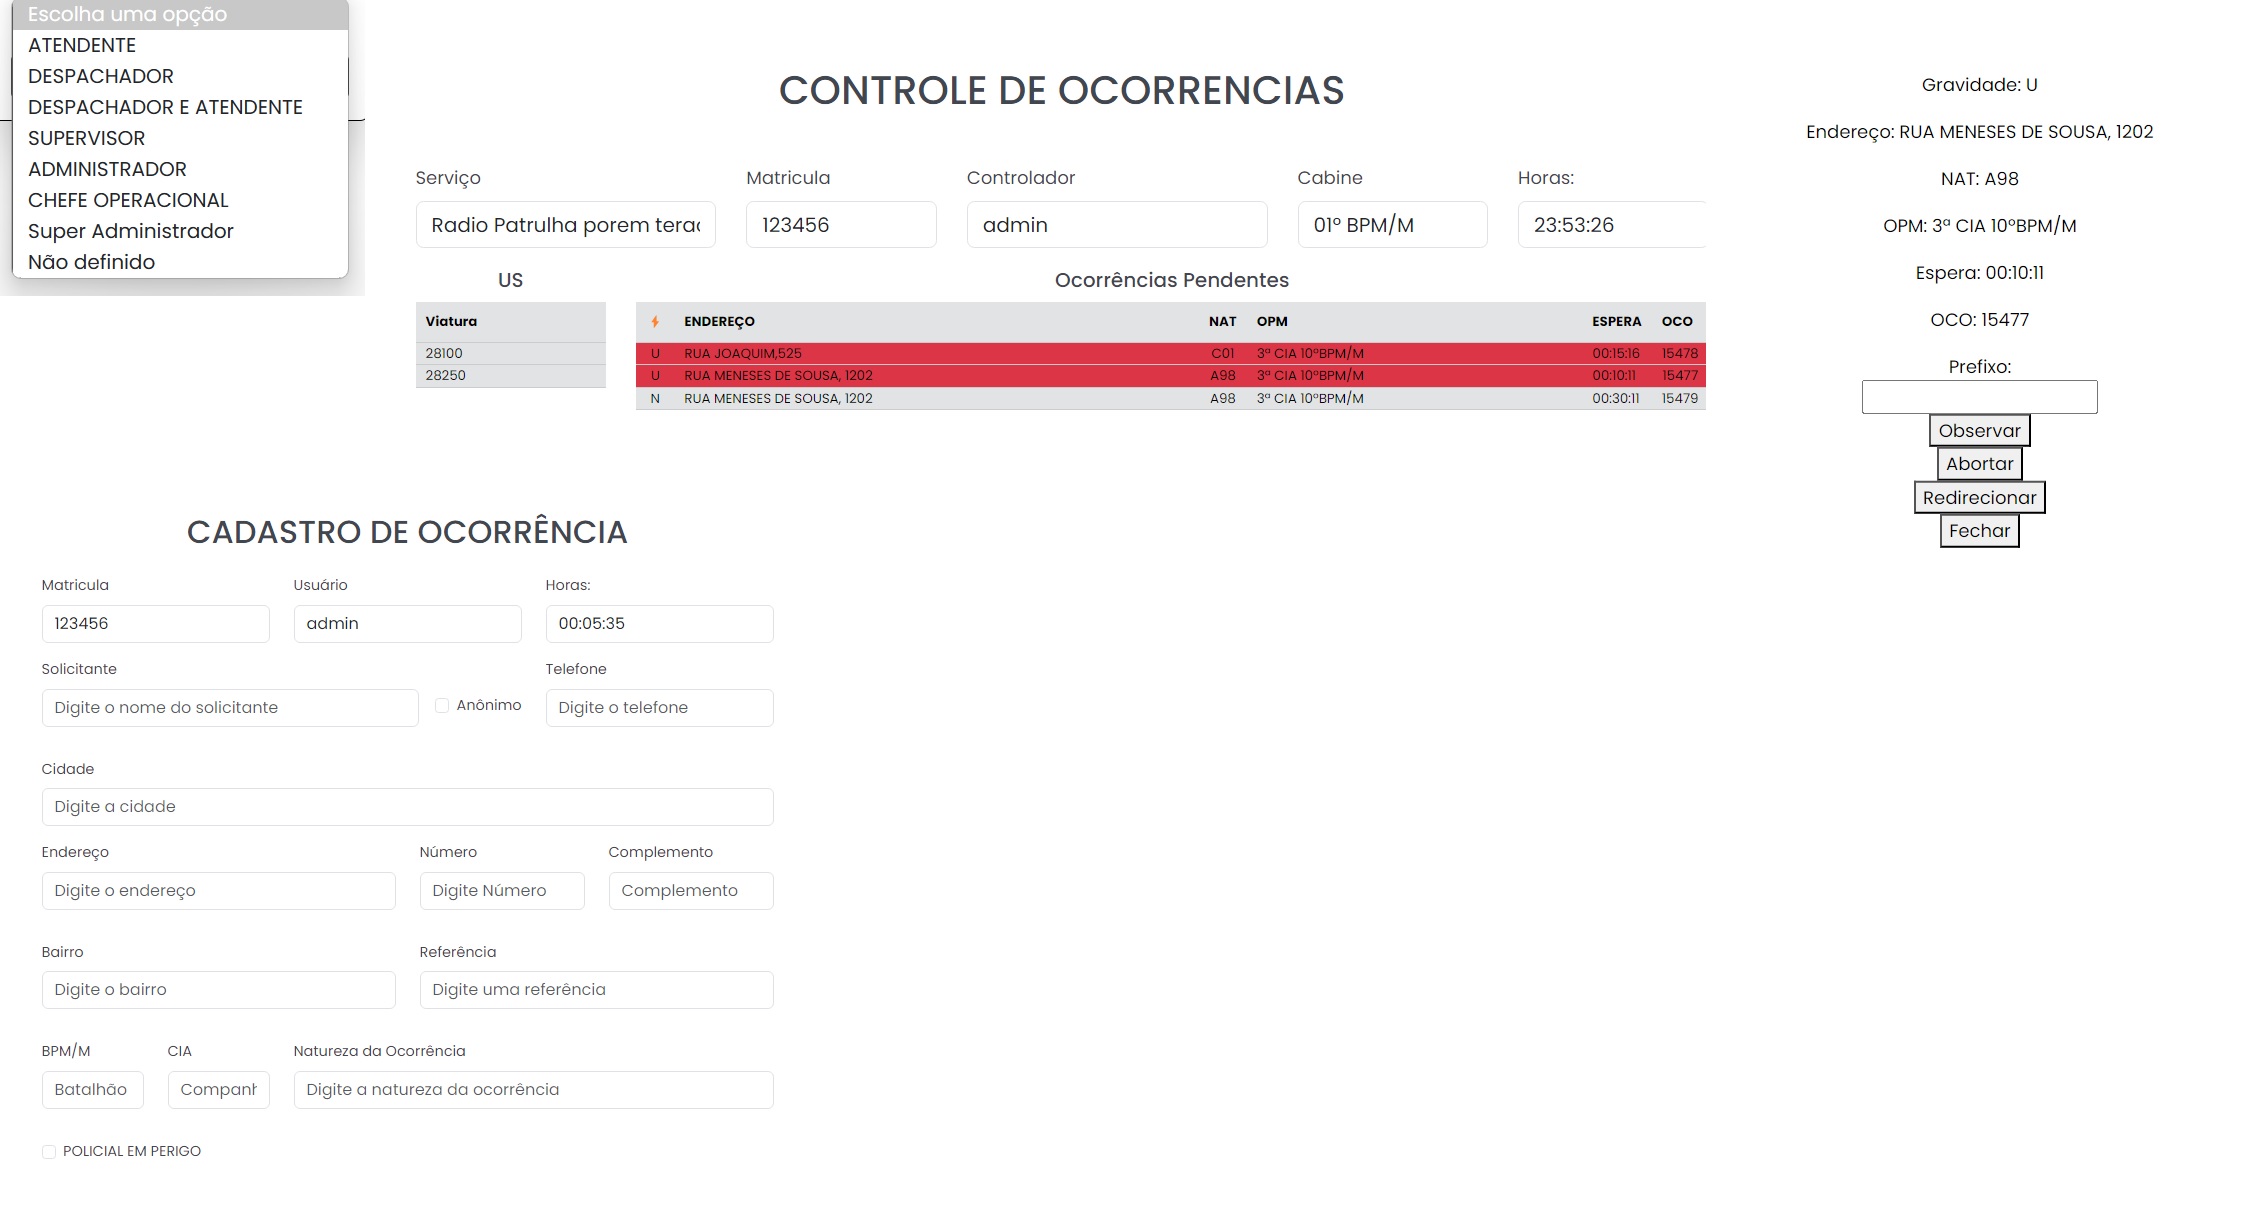 Escolha uma opção
ATENDENTE
DESPACHADOR
DESPACHADOR E ATENDENTE
SUPERVISOR
ADMINISTRADOR
CHEFE OPERACIONAL
Super Administrador
Não definido
CONTROLE DE OCORRENCIAS
Serviço Matricula Controlador Cabine Horas:
Radio Patrulha porem terac 123456 admin 01º BPM/M 23:53:26
US
Viatura
28100
28250
Ocorrências Pendentes
ENDEREÇO NAT OPM ESPERA OCO
U RUA JOAQUIM,525 C01 3ª CIA 10ºBPM/M 00:15:16 15478
U RUA MENESES DE SOUSA, 1202 A98 3ª CIA 10ºBPM/M 00:10:11 15477
N RUA MENESES DE SOUSA, 1202 A98 3ª CIA 10ºBPM/M 00:30:11 15479
Gravidade: U
Endereço: RUA MENESES DE SOUSA, 1202
NAT: A98
OPM: 3ª CIA 10ºBPM/M
Espera: 00:10:11
OCO: 15477
Prefixo:
Observar
Abortar
Redirecionar
Fechar
CADASTRO DE OCORRÊNCIA
Matricula Usuário Horas:
123456 admin 00:05:35
Solicitante Telefone
Digite o nome do solicitante Anônimo Digite o telefone
Cidade
Digite a cidade
Endereço Número Complemento
Digite o endereço Digite Número Complemento
Bairro Referência
Digite o bairro Digite uma referência
BPM/M CIA Natureza da Ocorrência
Batalhão Companh Digite a natureza da ocorrência
POLICIAL EM PERIGO